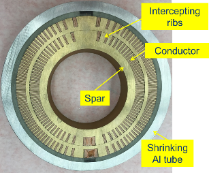 Intercepting
ribs
Conductor
Spar
Shrinking
Al tube